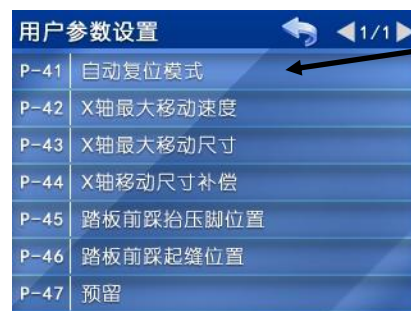 用户参数设置 1/1
P-41 自动复位模式
P-42 X轴最大移动速度
P-43 X轴最大移动尺寸
P-44 X轴移动尺寸补偿
P-45 踏板前踩抬压脚位置
P-46 踏板前踩起缝位置
P-47 预留